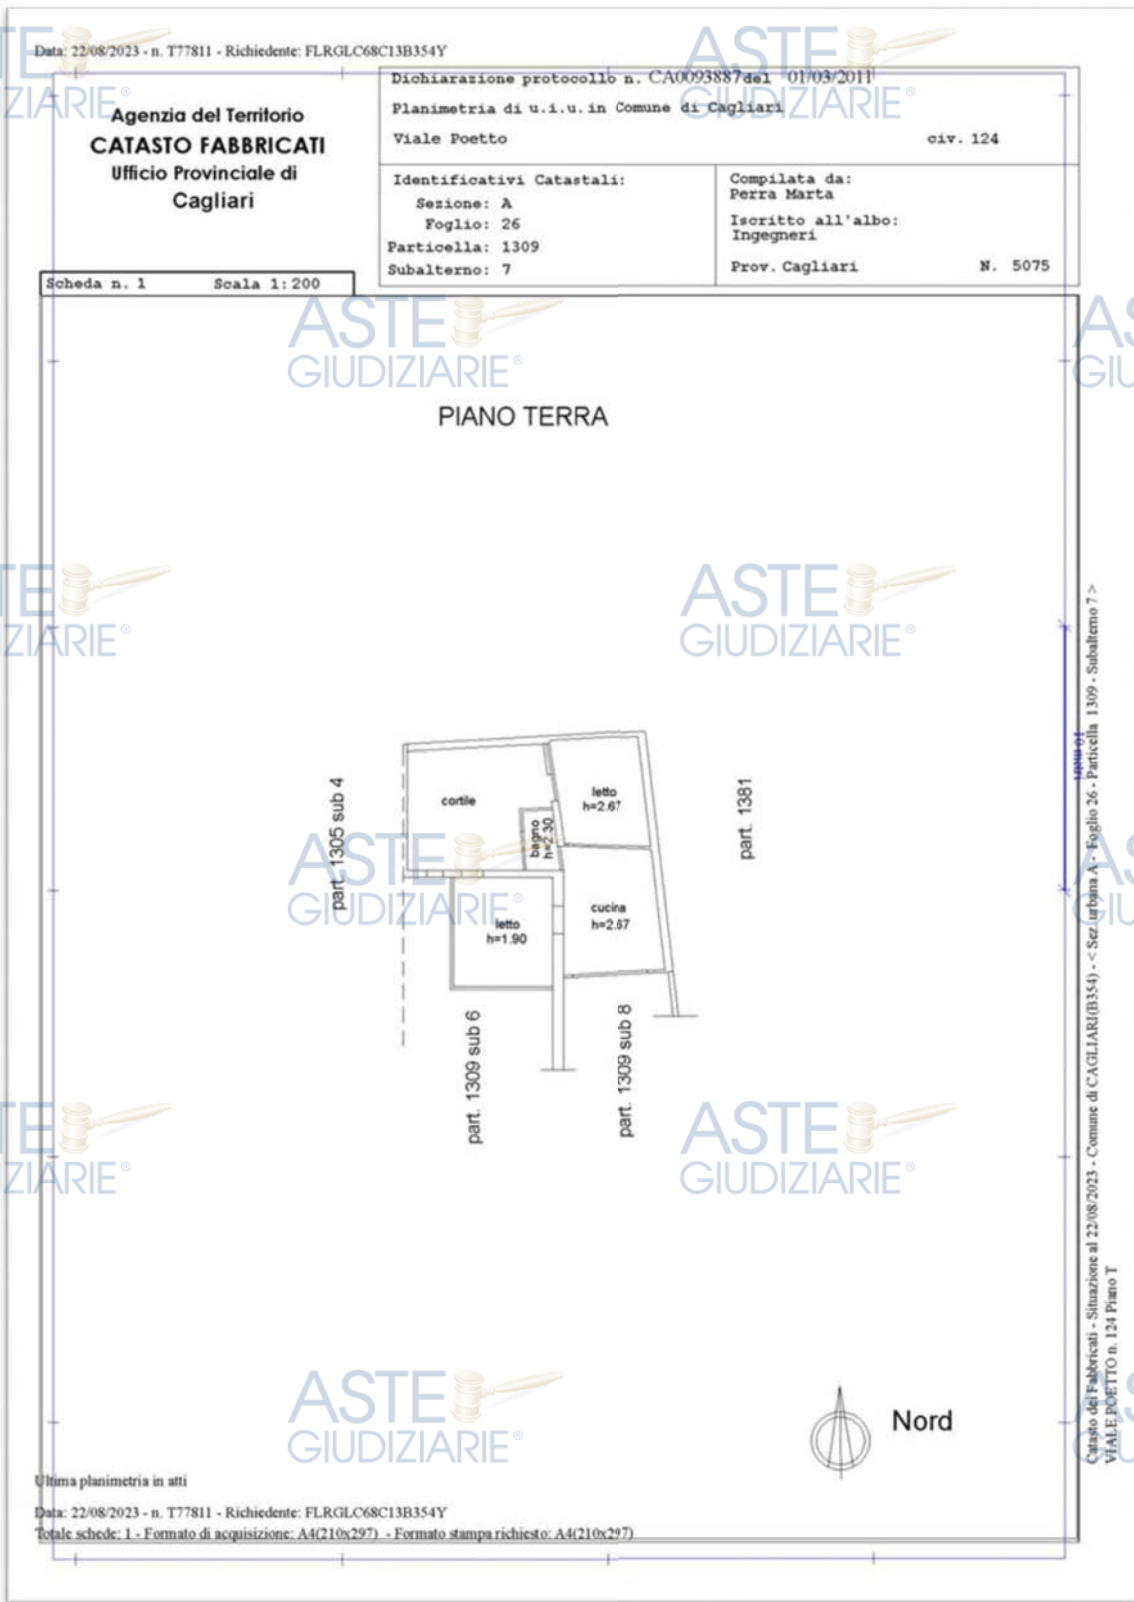 Data: 22/08/2023 - n. T77811 - Richiedente: FLRGLC68C13B354Y
Agenzia del Territorio
CATASTO FABBRICATI
Ufficio Provinciale di
Cagliari
Dichiarazione protocollo n. CA0093887 del 01/03/2011
Planimetria di u.i.u. in Comune di Cagliari
Viale Poetto civ. 124
Identificativi Catastali:
Sezione: A
Foglio: 26
Particella: 1309
Subalterno: 7
Compilata da:
Perra Marta
Iscritto all'albo:
Ingegneri
Prov. Cagliari N. 5075
Scheda n. 1 Scala 1:200
PIANO TERRA
cortile
letto
h=2.67
bagno
h=2.30
cucina
h=2.67
letto
h=1.90
part. 1305 sub 4
part. 1381
part. 1309 sub 6
part. 1309 sub 8
Nord
10 metri
Catasto dei Fabbricati - Situazione al 22/08/2023 - Comune di CAGLIARI(B354) - < Sez. urbana A - Foglio 26 - Particella 1309 - Subalterno 7 >
VIALE POETTO n. 124 Piano T
Ultima planimetria in atti
Data: 22/08/2023 - n. T77811 - Richiedente: FLRGLC68C13B354Y
Totale schede: 1 - Formato di acquisizione: A4(210x297) - Formato stampa richiesto: A4(210x297)
ASTE
GIUDIZIARIE®